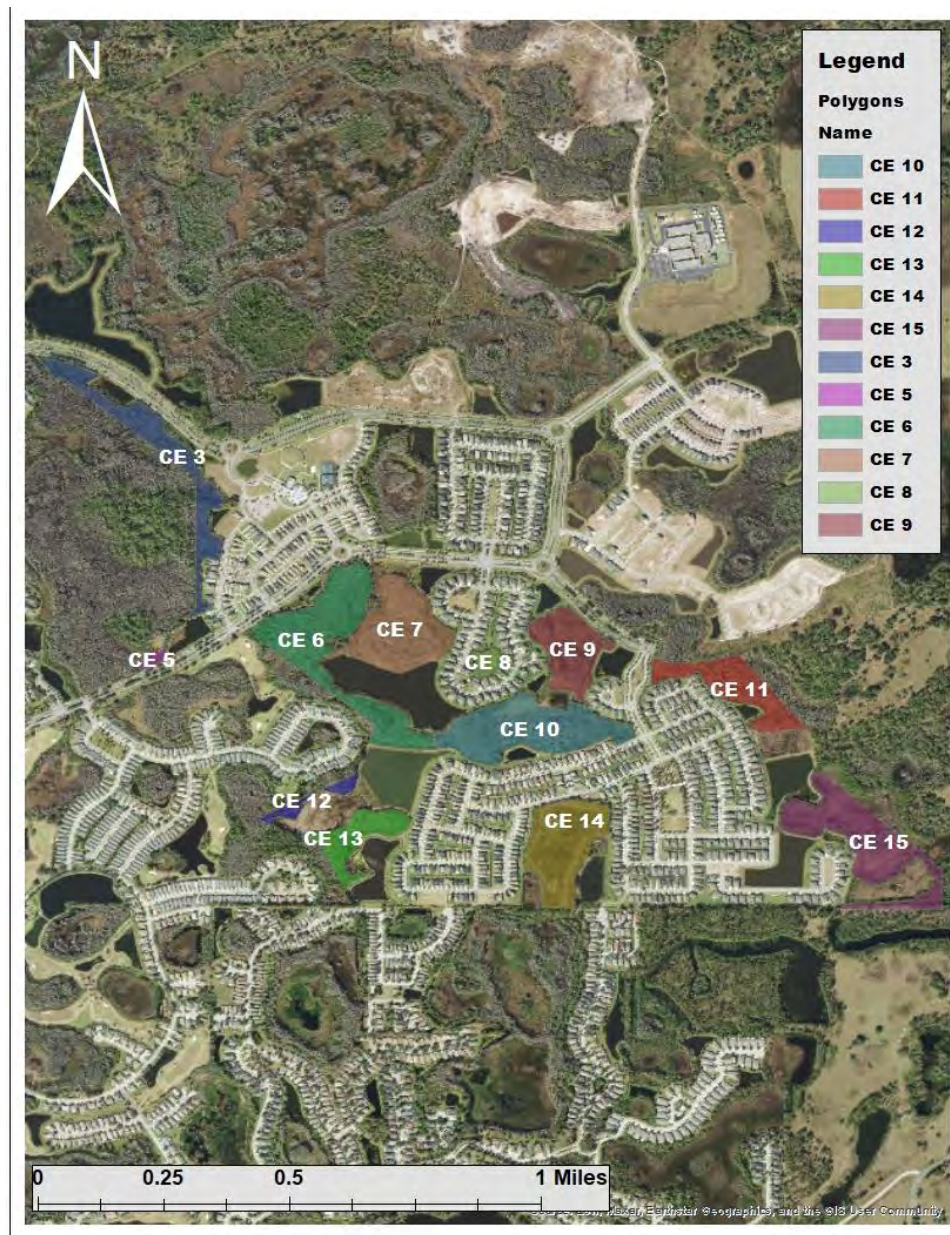 N
Legend
Polygons
Name
CE 10
CE 11
CE 12
CE 13
CE 14
CE 15
CE 3
CE 5
CE 6
CE 7
CE 8
CE 9
CE 3
CE 5
CE 6
CE 7
CE 8
CE 9
CE 10
CE 11
CE 12
CE 13
CE 14
CE 15
0 0.25 0.5 1 Miles
Maxar, Earthstar Geographics, and the GIS User Community